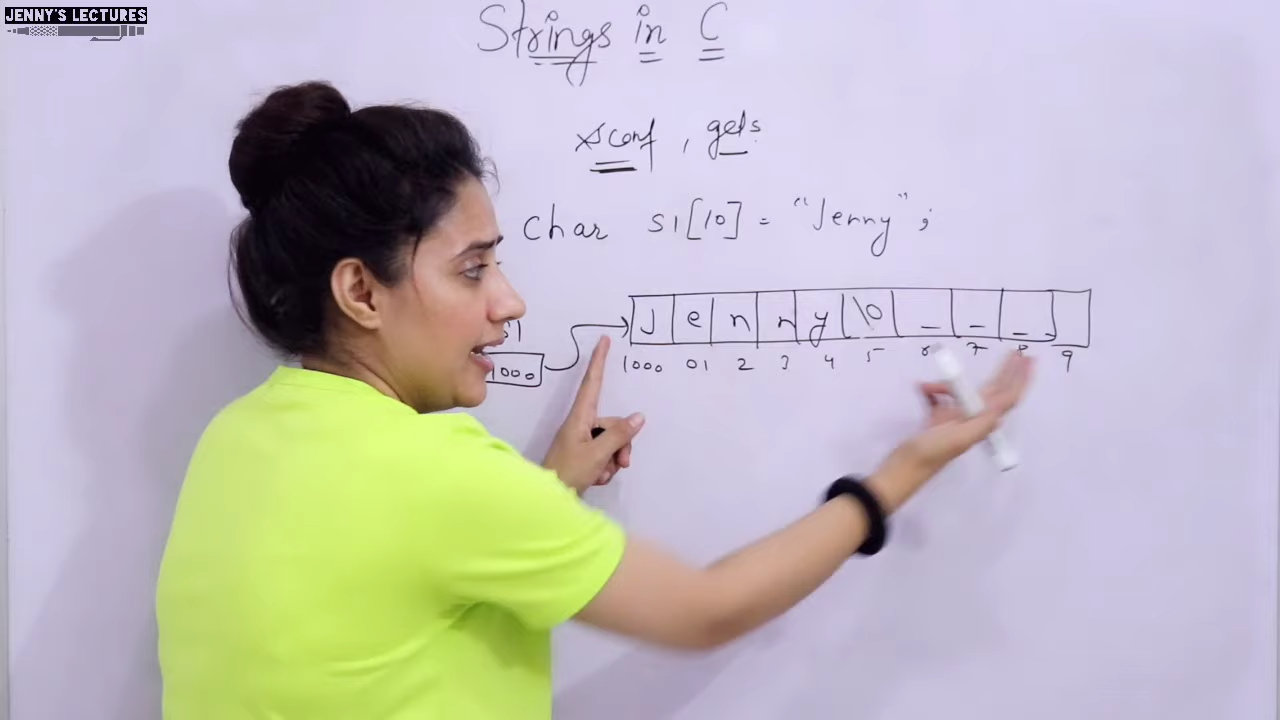 JENNY'S LECTURES
Strings in C
scanf, gets
char s1[10] = "Jenny";
J e n n y \0 _ _ _
s1
1000
1000 01 2 3 4 5 6 7 8 9